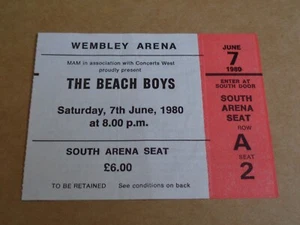 WEMBLEY ARENA
MAM in association with Concerts West
proudly present
THE BEACH BOYS
Saturday, 7th June, 1980
at 8.00 p.m.
SOUTH ARENA SEAT
£6.00
TO BE RETAINED See conditions on back
JUNE
7
1980
ENTER AT
SOUTH DOOR
SOUTH
ARENA
SEAT
ROW
A
SEAT
2